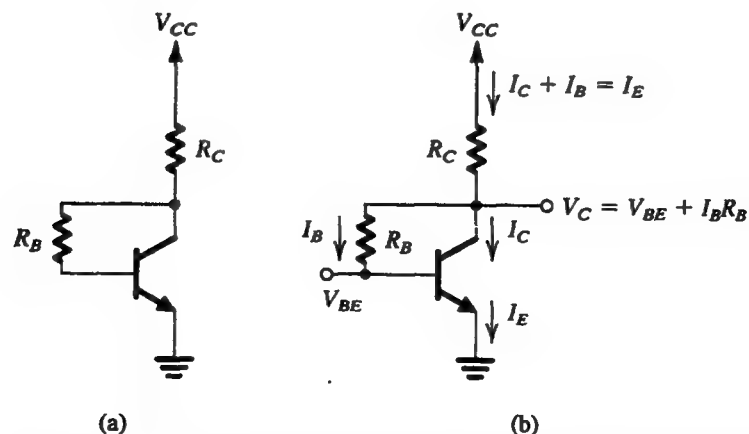 V_CC
R_C
R_B
(a)
V_CC
I_C + I_B = I_E
R_C
V_C = V_BE + I_B R_B
I_B
R_B
I_C
V_BE
I_E
(b)